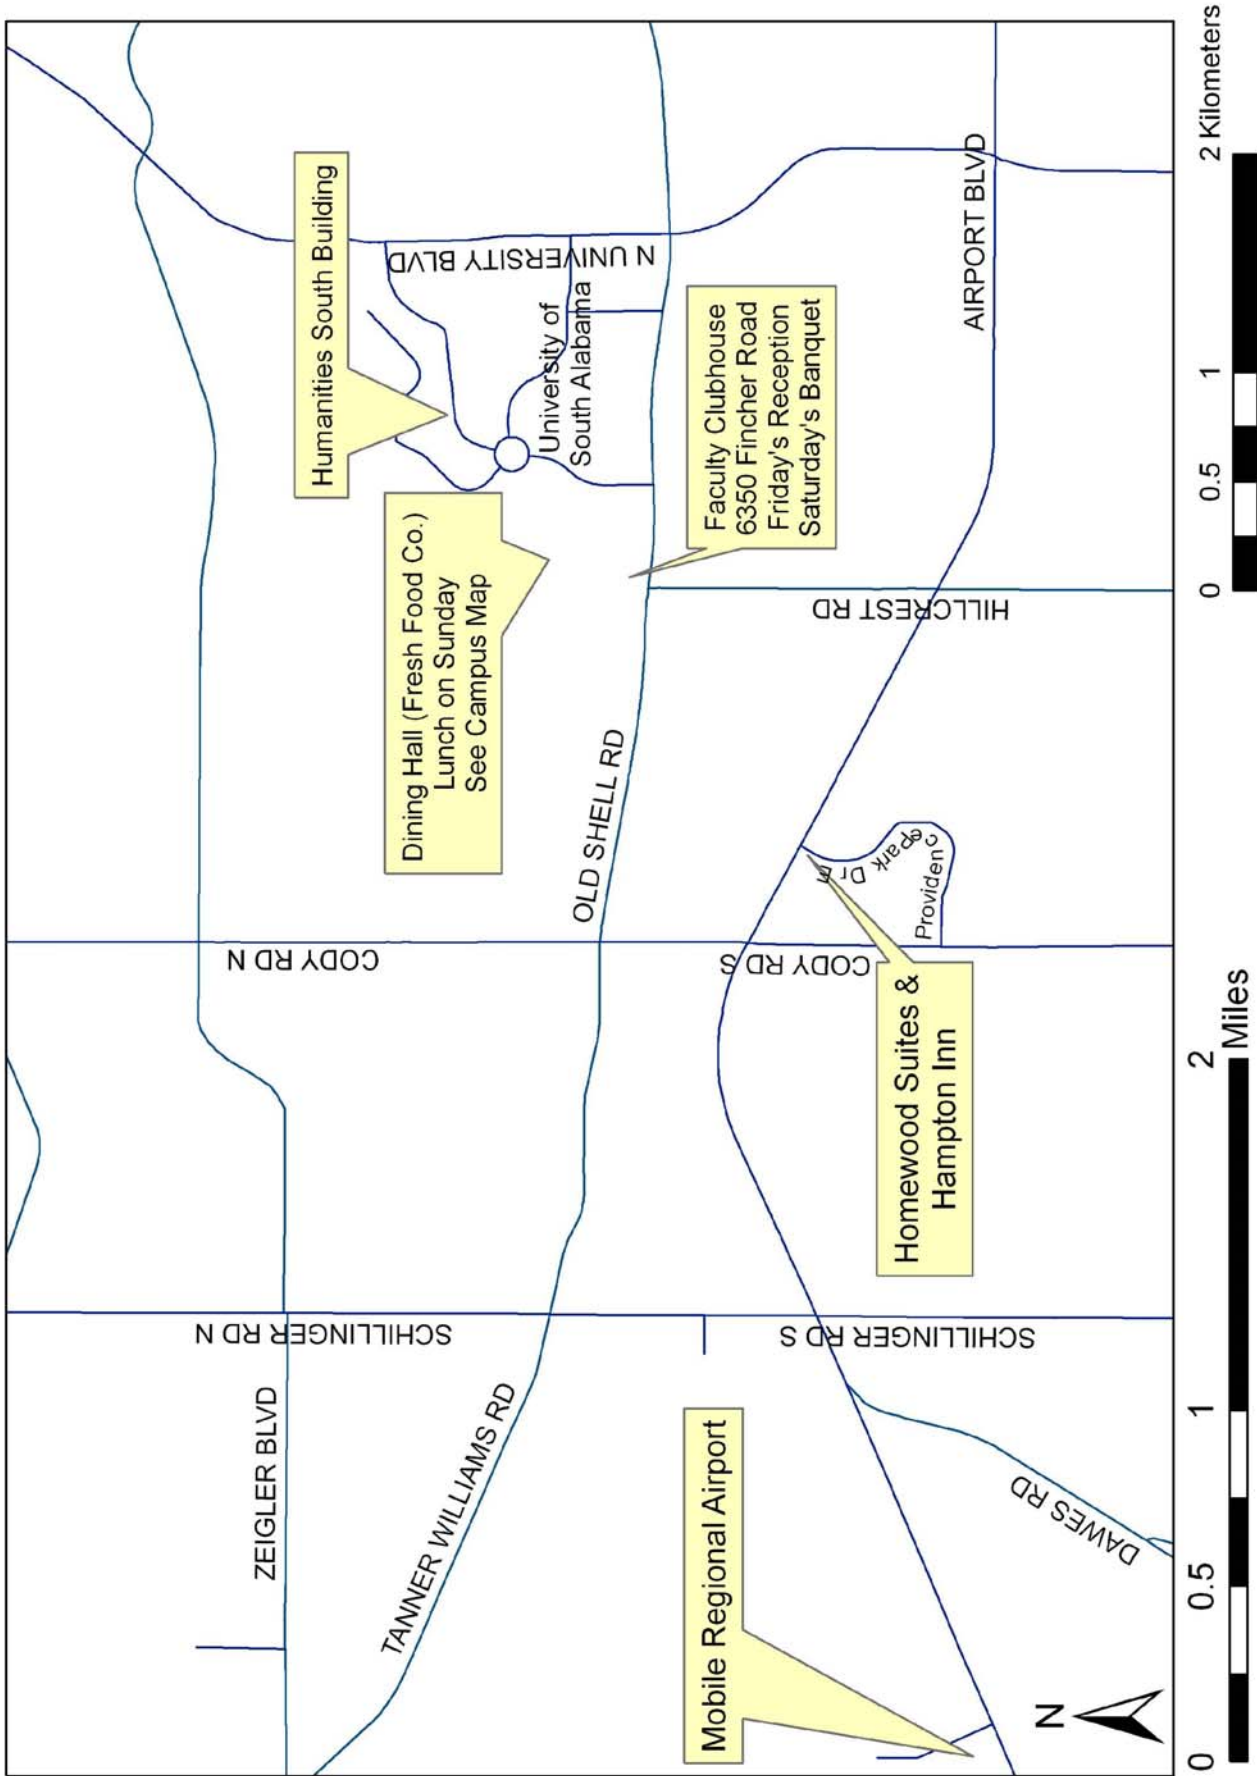 Humanities South Building
N UNIVERSITY BLVD
Dining Hall (Fresh Food Co.)
Lunch on Sunday
See Campus Map
University of
South Alabama
Faculty Clubhouse
6350 Fincher Road
Friday's Reception
Saturday's Banquet
AIRPORT BLVD
HILLCREST RD
OLD SHELL RD
CODY RD N
CODY RD S
Providence Park Dr E
Homewood Suites &
Hampton Inn
SCHILLINGER RD N
SCHILLINGER RD S
ZEIGLER BLVD
TANNER WILLIAMS RD
Mobile Regional Airport
DAWES RD
N
0 0.5 1 2 Miles
0 0.5 1 2 Kilometers